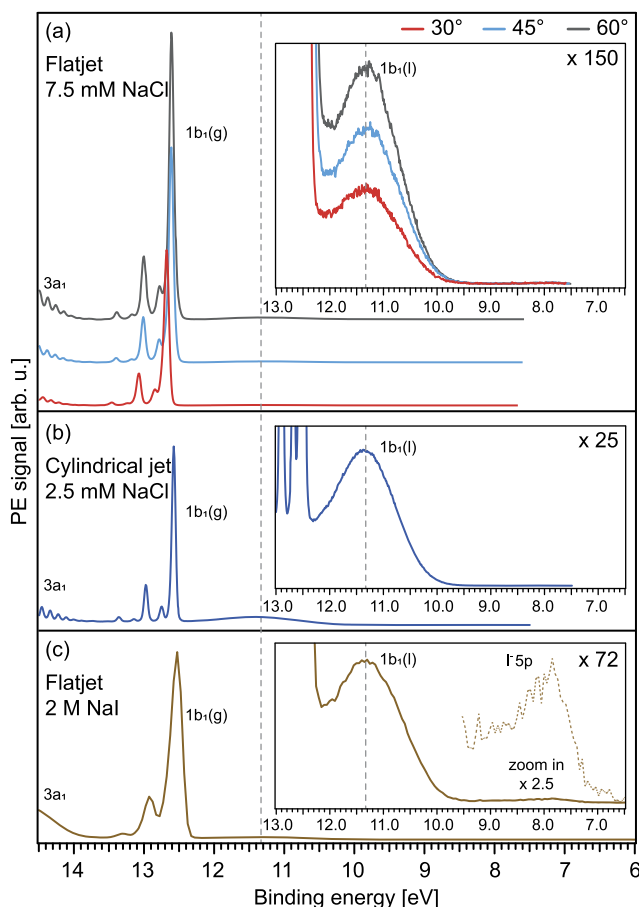 (a)
30° 45° 60°
Flatjet
7.5 mM NaCl
x 150
1b₁(l)
1b₁(g)
3a₁
13.0 12.0 11.0 10.0 9.0 8.0 7.0
(b)
Cylindrical jet
2.5 mM NaCl
x 25
1b₁(l)
1b₁(g)
3a₁
13.0 12.0 11.0 10.0 9.0 8.0 7.0
(c)
Flatjet
2 M NaI
x 72
1b₁(l)
I⁻5p
1b₁(g)
zoom in
x 2.5
3a₁
13.0 12.0 11.0 10.0 9.0 8.0 7.0
14 13 12 11 10 9 8 7 6
Binding energy [eV]
PE signal [arb. u.]